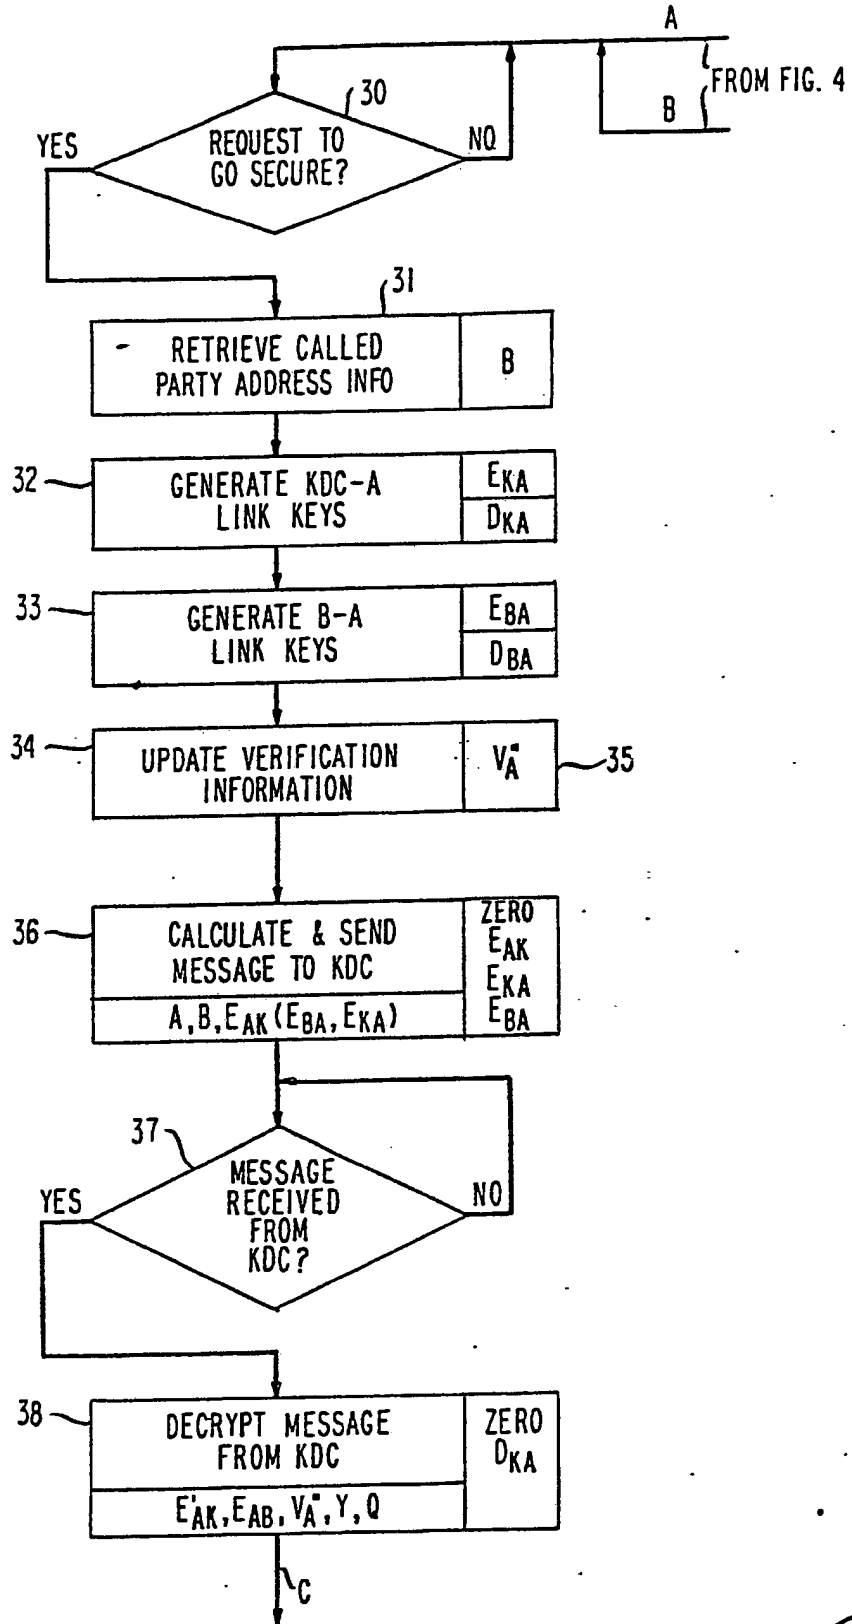 A
FROM FIG. 4
B
30
YES
REQUEST TO
GO SECURE?
NO
31
RETRIEVE CALLED
PARTY ADDRESS INFO
B
32
GENERATE KDC-A
LINK KEYS
EKA
DKA
33
GENERATE B-A
LINK KEYS
EBA
DBA
34
UPDATE VERIFICATION
INFORMATION
VA"
35
36
CALCULATE & SEND
MESSAGE TO KDC
A, B, EAK (EBA, EKA)
ZERO
EAK
EKA
EBA
37
YES
MESSAGE
RECEIVED
FROM
KDC?
NO
38
DECRYPT MESSAGE
FROM KDC
E'AK, EAB, VA", Y, Q
ZERO
DKA
C